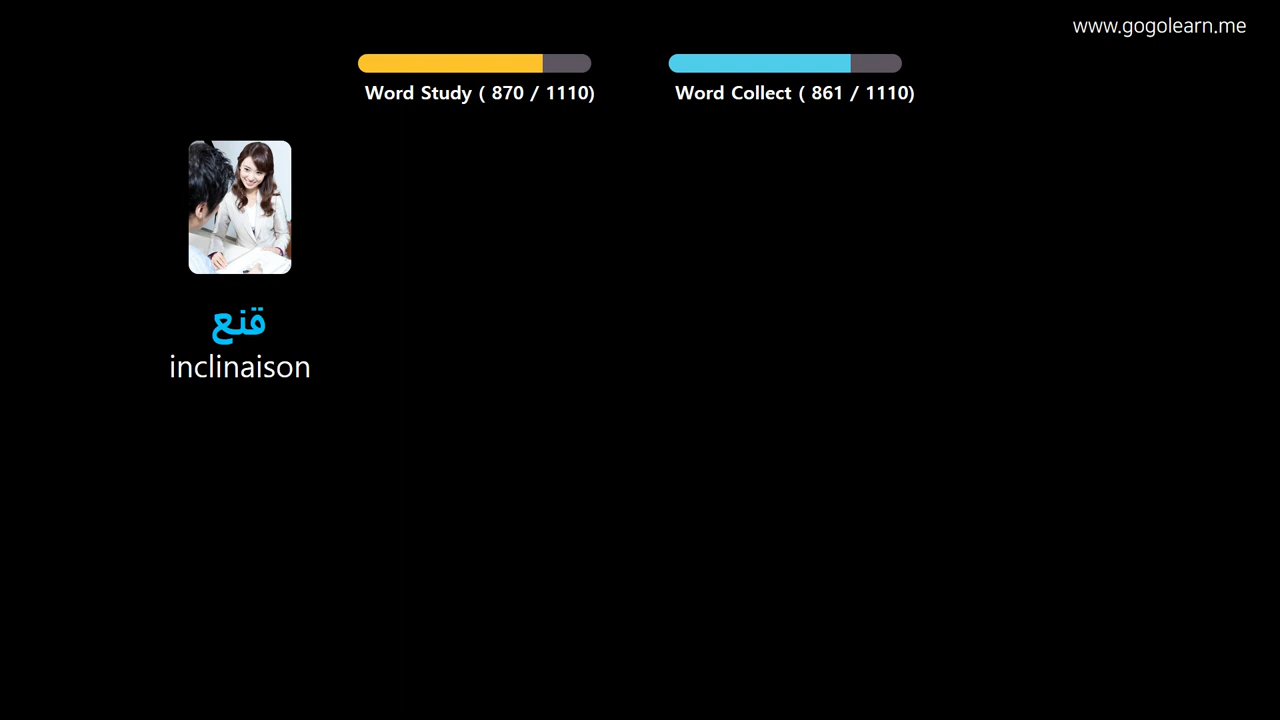 www.gogolearn.me
Word Study ( 870 / 1110)
Word Collect ( 861 / 1110)
قنع
inclinaison